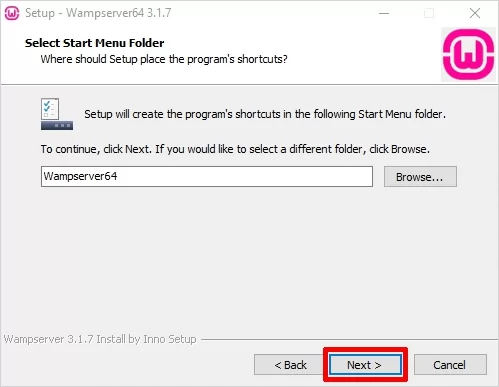 Setup - Wampserver64 3.1.7
Select Start Menu Folder
Where should Setup place the program's shortcuts?
Setup will create the program's shortcuts in the following Start Menu folder.
To continue, click Next. If you would like to select a different folder, click Browse.
Wampserver64
Browse...
Wampserver 3.1.7 Install by Inno Setup
< Back
Next >
Cancel